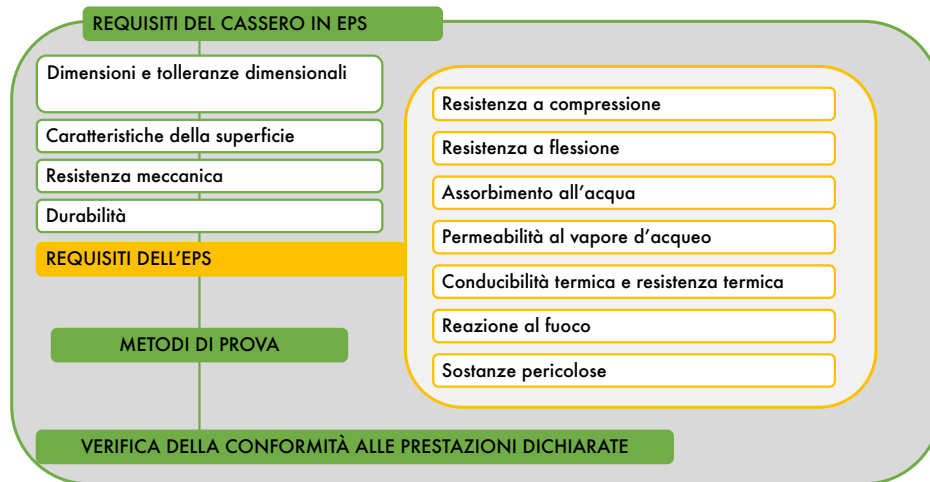 REQUISITI DEL CASSERO IN EPS
Dimensioni e tolleranze dimensionali
Caratteristiche della superficie
Resistenza meccanica
Durabilità
REQUISITI DELL'EPS
Resistenza a compressione
Resistenza a flessione
Assorbimento all'acqua
Permeabilità al vapore d'acqueo
Conducibilità termica e resistenza termica
Reazione al fuoco
Sostanze pericolose
METODI DI PROVA
VERIFICA DELLA CONFORMITÀ ALLE PRESTAZIONI DICHIARATE